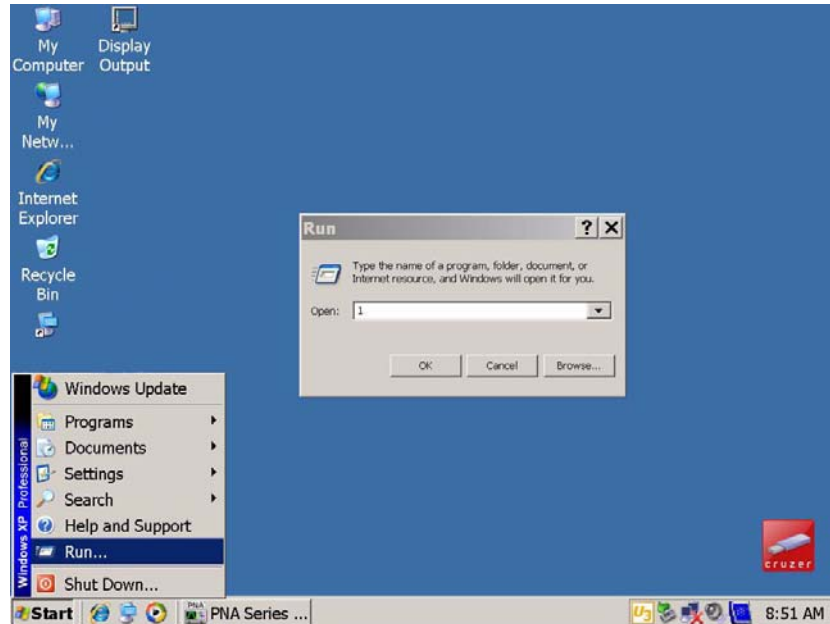 My
Computer
Display
Output
My
Netw...
Internet
Explorer
Recycle
Bin
Run
Type the name of a program, folder, document, or
Internet resource, and Windows will open it for you.
Open: 1
OK Cancel Browse...
Windows Update
Programs
Documents
Settings
Search
Help and Support
Run...
Shut Down...
Windows XP Professional
cruzer
Start PNA PNA Series ... U3 8:51 AM